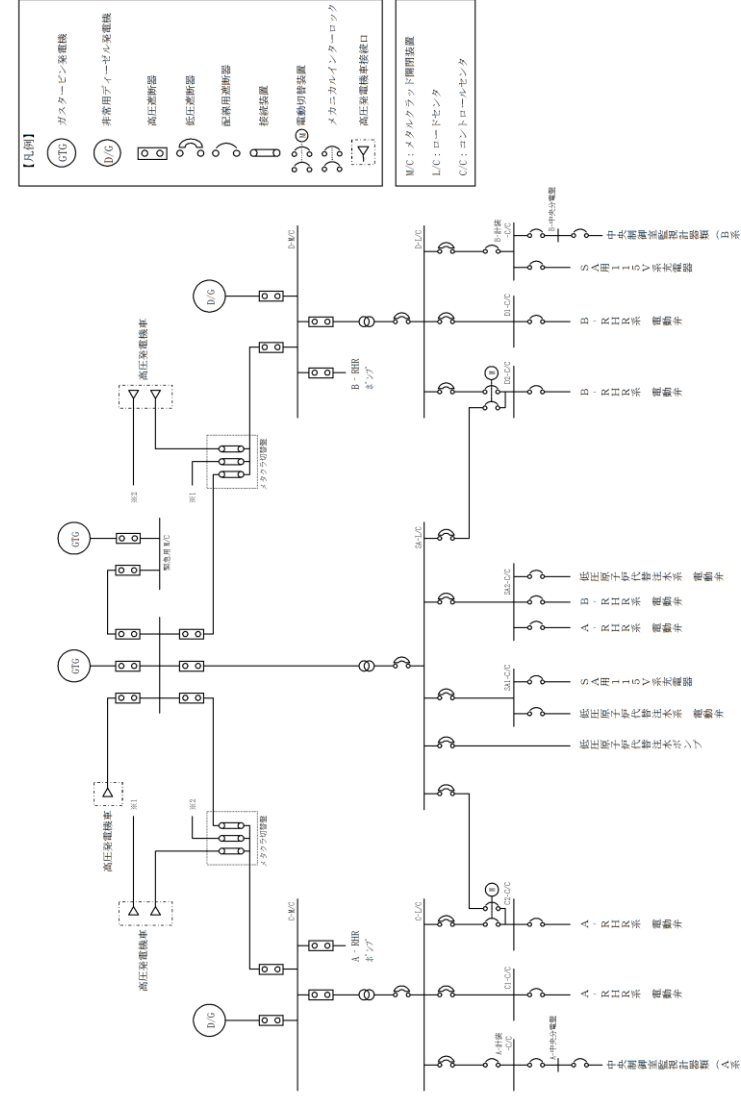 【凡例】
GTG ガスタービン発電機
D/G 非常用ディーゼル発電機
高圧遮断器
低圧遮断器
配線用遮断器
接続装置
M 電動切替装置
メカニカルインターロック
高圧発電機車接続口
M/C:メタルクラッド開閉装置
L/C:ロードセンタ
C/C:コントロールセンタ
高圧発電機車
※1
※2
高圧発電機車
GTG
GTG
緊急用M/C
高圧発電機車
※2
※1
メタクラ切替盤
メタクラ切替盤
D/G
C-M/C
A-RHR
ポンプ
D/G
D-M/C
B-RHR
ポンプ
C-L/C
SA-L/C
D-L/C
A-計装
-C/C
C1-C/C
C2-C/C
M
SA1-C/C
SA2-C/C
D2-C/C
M
D1-C/C
B-計装
-C/C
A-中央分電盤
B-中央分電盤
中央制御室監視計器類(A系
A-RHR系 電動弁
A-RHR系 電動弁
低圧原子炉代替注水ポンプ
低圧原子炉代替注水系 電動弁
SA用115V系充電器
A-RHR系 電動弁
B-RHR系 電動弁
低圧原子炉代替注水系 電動弁
B-RHR系 電動弁
B-RHR系 電動弁
SA用115V系充電器
中央制御室監視計器類(B系